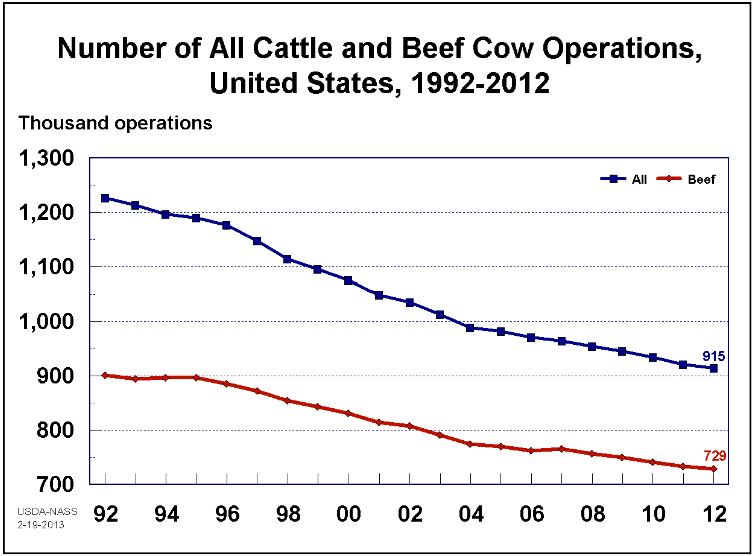 Number of All Cattle and Beef Cow Operations,
United States, 1992-2012
Thousand operations
1,300
All Beef
1,200
1,100
1,000
915
900
800
729
700
92 94 96 98 00 02 04 06 08 10 12
USDA-NASS
2-19-2013